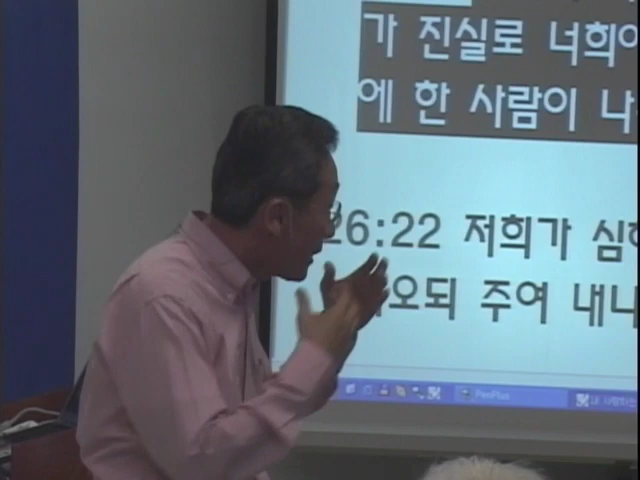 가 진실로 너희
에 한 사람이 나
26:22 저희가 심
오되 주여 내
PenPlus